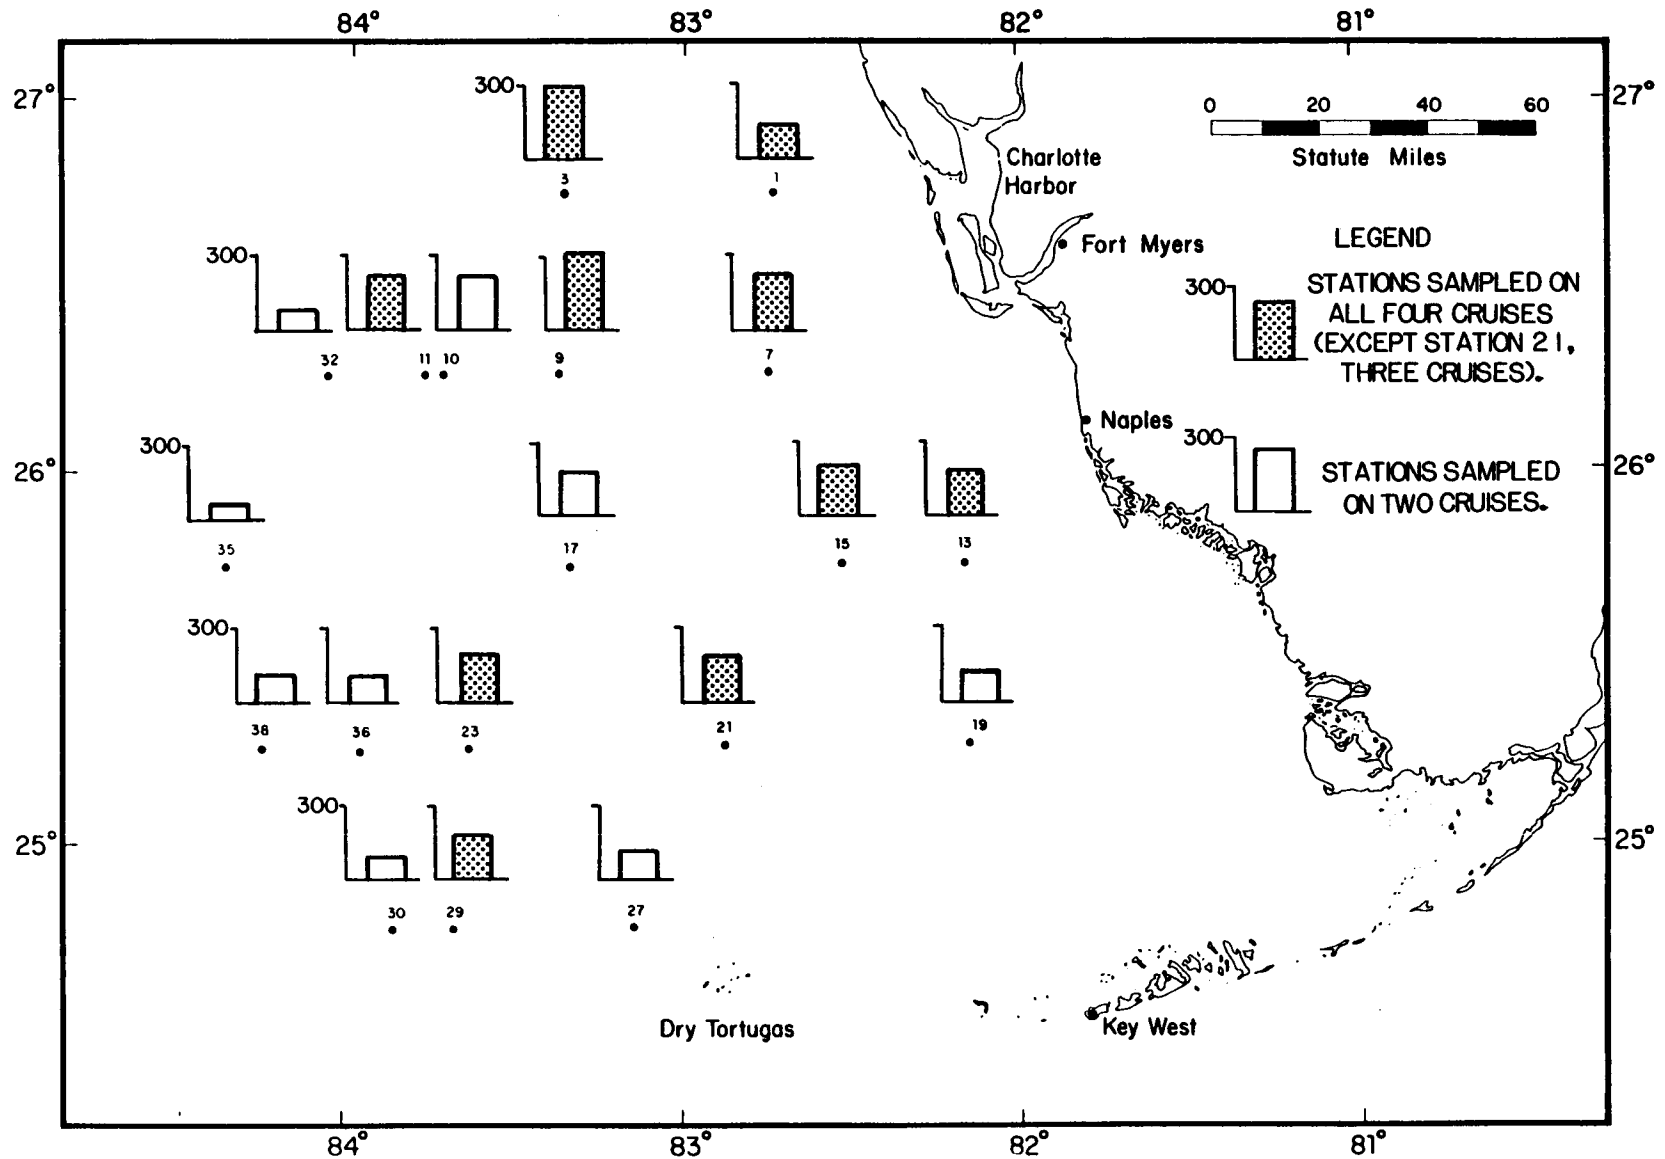 84° 83° 82° 81°
27° 27°
300
0 20 40 60
Statute Miles
Charlotte
Harbor
3 1
Fort Myers
LEGEND
300
300
STATIONS SAMPLED ON
ALL FOUR CRUISES
(EXCEPT STATION 21,
THREE CRUISES).
32 11 10 9 7
Naples
300
300
STATIONS SAMPLED
ON TWO CRUISES.
26° 26°
35 17 15 13
300
38 36 23 21 19
300
25° 25°
30 29 27
Dry Tortugas
Key West
84° 83° 82° 81°